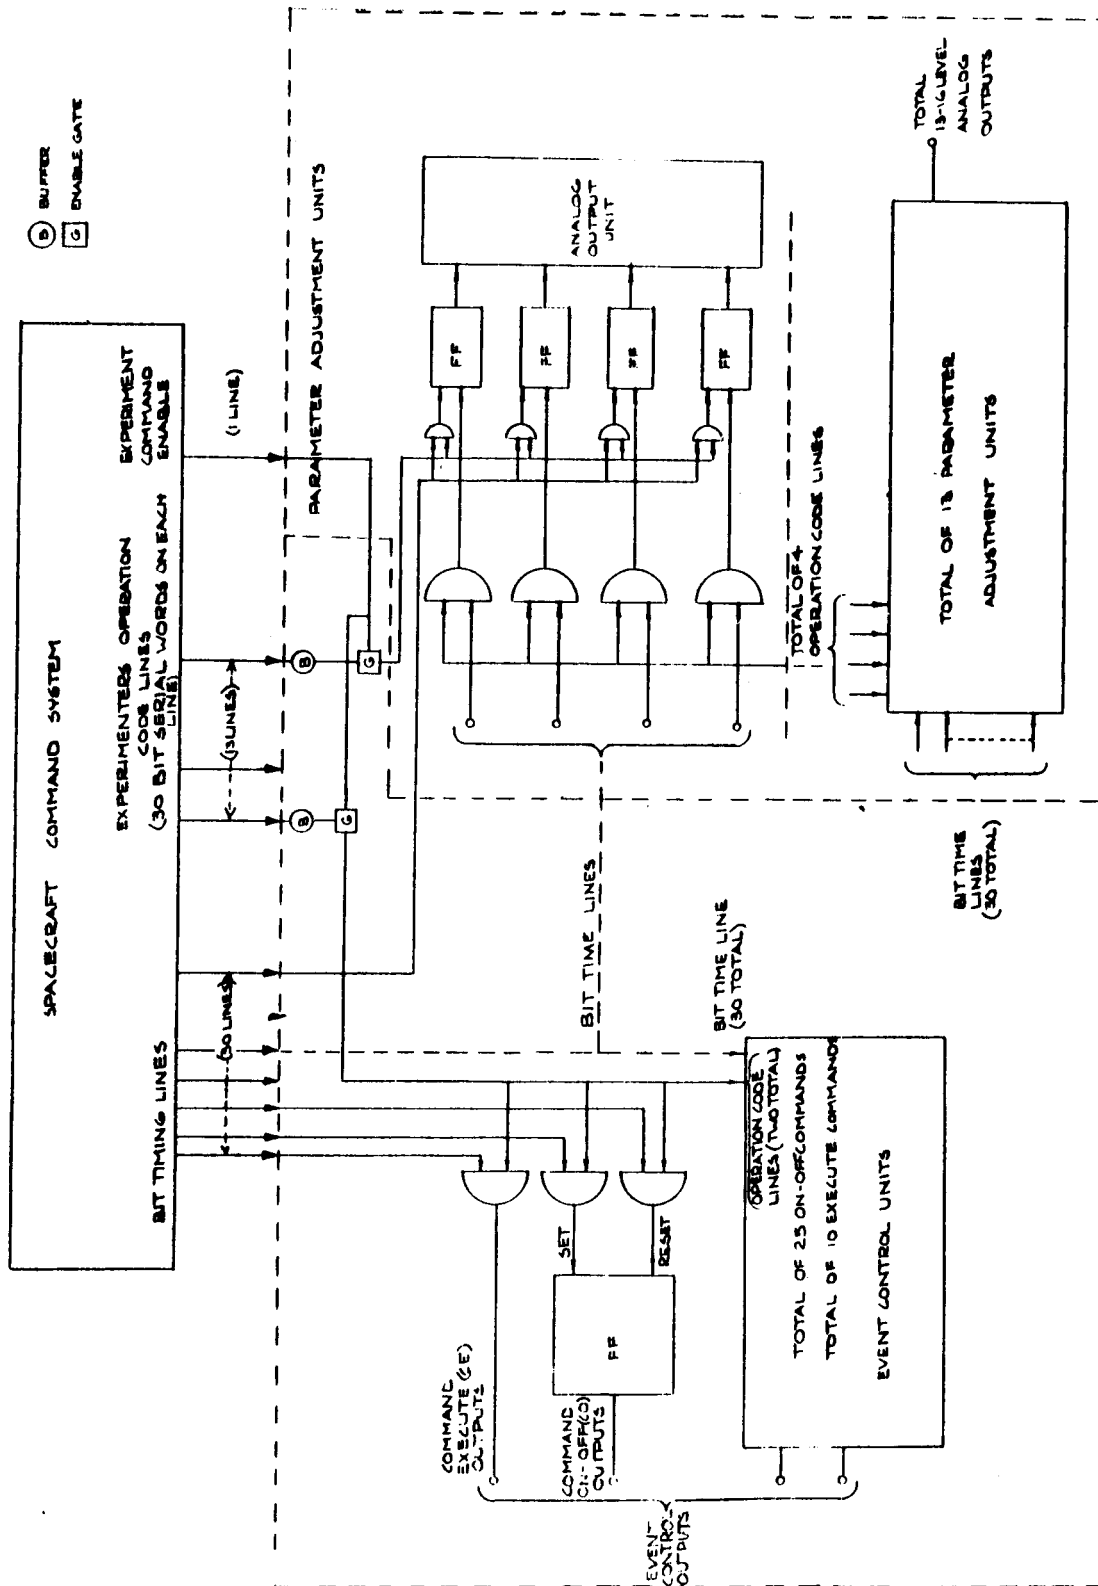 SPACECRAFT COMMAND SYSTEM
BIT TIMING LINES
EXPERIMENTERS OPERATION
CODE LINES
(30 BIT SERIAL WORDS ON EACH
LINE)
EXPERIMENT
COMMAND
ENABLE
B BUFFER
G ENABLE GATE
(30 LINES)
(13 LINES)
(1 LINE)
B
G
B
G
PARAMETER ADJUSTMENT UNITS
FF
FF
FF
FF
ANALOG
OUTPUT
UNIT
TOTAL OF 4
OPERATION CODE LINES
BIT TIME LINES
SET
RESET
FF
COMMAND
EXECUTE (CE)
OUTPUTS
COMMAND
ON-OFF(CO)
OUTPUTS
EVENT
CONTROL
OUTPUTS
BIT TIME LINE
(30 TOTAL)
OPERATION CODE
LINES (TWO TOTAL)
TOTAL OF 25 ON-OFF COMMANDS
TOTAL OF 10 EXECUTE COMMANDS
EVENT CONTROL UNITS
BIT TIME
LINES
(30 TOTAL)
TOTAL OF 13 PARAMETER
ADJUSTMENT UNITS
TOTAL
13-16 LEVEL
ANALOG
OUTPUTS